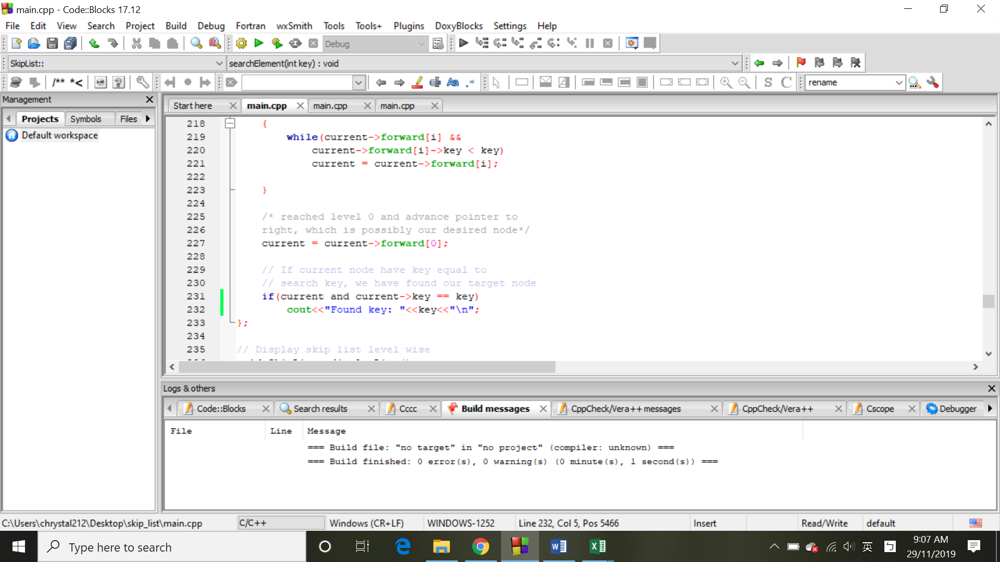 main.cpp - Code::Blocks 17.12
File Edit View Search Project Build Debug Fortran wxSmith Tools Tools+ Plugins DoxyBlocks Settings Help
Debug
SkipList:: searchElement(int key) : void
/** *< rename
Management
Projects Symbols Files
Default workspace
Start here main.cpp main.cpp main.cpp
218 {
219 while(current->forward[i] &&
220 current->forward[i]->key < key)
221 current = current->forward[i];
222
223 }
224
225 /* reached level 0 and advance pointer to
226 right, which is possibly our desired node*/
227 current = current->forward[0];
228
229 // If current node have key equal to
230 // search key, we have found our target node
231 if(current and current->key == key)
232 cout<<"Found key: "<<key<<"\n";
233 };
234
235 // Display skip list level wise
Logs & others
Code::Blocks Search results Cccc Build messages CppCheck/Vera++ messages CppCheck/Vera++ Cscope Debugger
File Line Message
=== Build file: "no target" in "no project" (compiler: unknown) ===
=== Build finished: 0 error(s), 0 warning(s) (0 minute(s), 1 second(s)) ===
C:\Users\chrystal212\Desktop\skip_list\main.cpp C/C++ Windows (CR+LF) WINDOWS-1252 Line 232, Col 5, Pos 5466 Insert Read/Write default
Type here to search
英
9:07 AM
29/11/2019